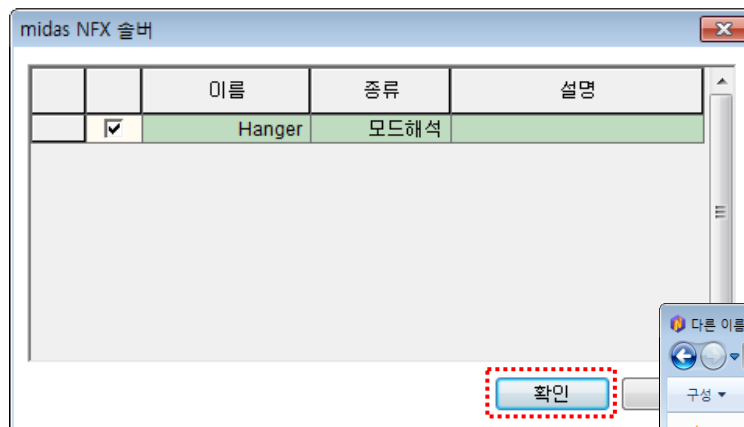 midas NFX 솔버
이름 종류 설명
Hanger 모드해석
확인
다른 이름
구성